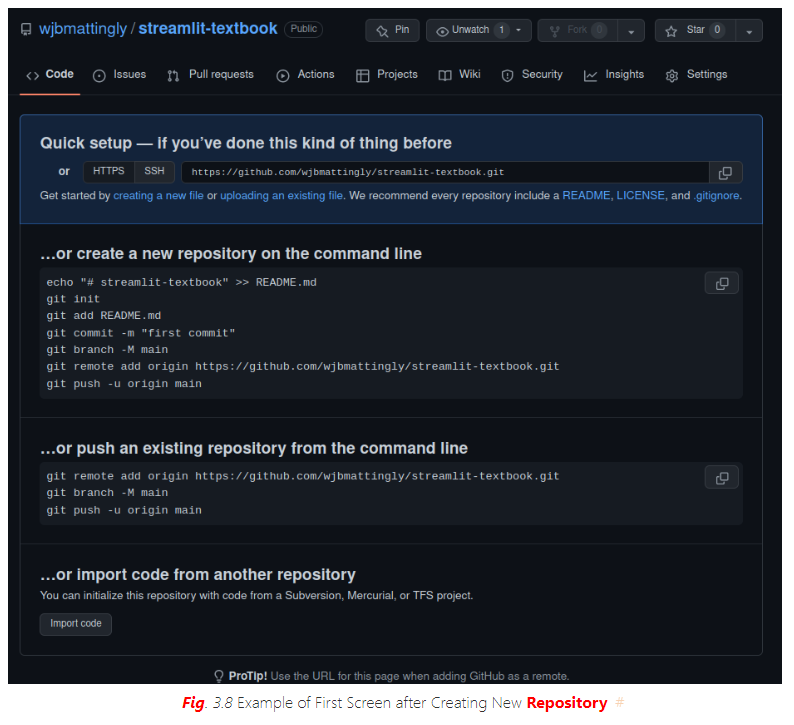 wjbmattingly / streamlit-textbook Public Pin Unwatch 1 Fork 0 Star 0
Code Issues Pull requests Actions Projects Wiki Security Insights Settings
Quick setup — if you’ve done this kind of thing before
or HTTPS SSH https://github.com/wjbmattingly/streamlit-textbook.git
Get started by creating a new file or uploading an existing file. We recommend every repository include a README, LICENSE, and .gitignore.
…or create a new repository on the command line
echo "# streamlit-textbook" >> README.md
git init
git add README.md
git commit -m "first commit"
git branch -M main
git remote add origin https://github.com/wjbmattingly/streamlit-textbook.git
git push -u origin main
…or push an existing repository from the command line
git remote add origin https://github.com/wjbmattingly/streamlit-textbook.git
git branch -M main
git push -u origin main
…or import code from another repository
You can initialize this repository with code from a Subversion, Mercurial, or TFS project.
Import code
ProTip! Use the URL for this page when adding GitHub as a remote.
Fig. 3.8 Example of First Screen after Creating New Repository #